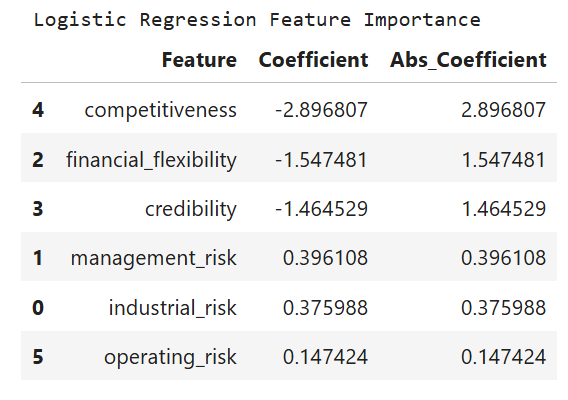 Logistic Regression Feature Importance
Feature Coefficient Abs_Coefficient
4 competitiveness -2.896807 2.896807
2 financial_flexibility -1.547481 1.547481
3 credibility -1.464529 1.464529
1 management_risk 0.396108 0.396108
0 industrial_risk 0.375988 0.375988
5 operating_risk 0.147424 0.147424